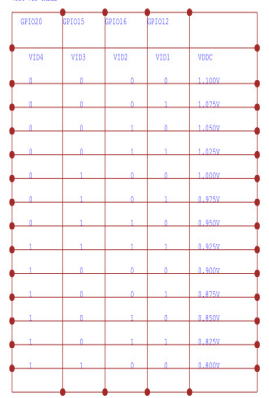 GPIO20 GPIO15 GPIO16 GPIO12
VID4 VID3 VID2 VID1 VDDC
0 0 0 0 1.100V
0 0 0 1 1.075V
0 0 1 0 1.050V
0 0 1 1 1.025V
0 1 0 0 1.000V
0 1 0 1 0.975V
0 1 1 0 0.950V
1 1 1 1 0.925V
1 0 0 0 0.900V
1 0 0 1 0.875V
1 0 1 0 0.850V
1 0 1 1 0.825V
1 1 0 0 0.800V